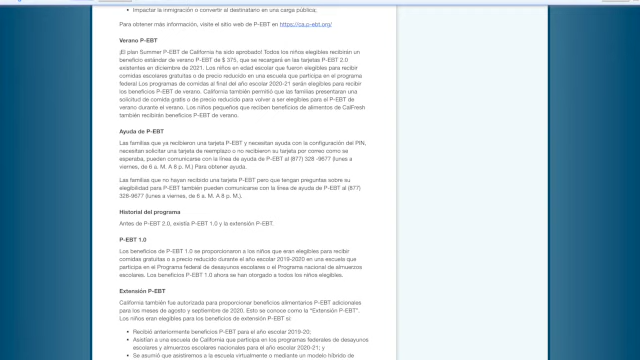 Impactar la inmigración o convertir al destinatario en una carga pública;
Para obtener más información, visite el sitio web de P-EBT en https://ca.p-ebt.org/
Verano P-EBT
¡El plan Summer P-EBT de California ha sido aprobado! Todos los niños elegibles recibirán un
beneficio estándar de verano P-EBT de $ 375, que se recargará en las tarjetas P-EBT 2.0
existentes en diciembre de 2021. Los niños en edad escolar que fueron elegibles para recibir
comidas escolares gratuitas o de precio reducido en una escuela que participa en el programa
federal Los programas de comidas al final del año escolar 2020-21 serán elegibles para recibir
los beneficios P-EBT de verano. California también permitió que las familias presentaran una
solicitud de comida gratis o de precio reducido para volver a ser elegibles para el P-EBT de
verano durante el verano. Los niños pequeños que reciben beneficios de alimentos de CalFresh
también recibirán beneficios P-EBT de verano.
Ayuda de P-EBT
Las familias que ya recibieron una tarjeta P-EBT y necesitan ayuda con la configuración del PIN,
necesitan solicitar una tarjeta de reemplazo o no recibieron su tarjeta por correo como se
esperaba, pueden comunicarse con la línea de ayuda de P-EBT al (877) 328 -9677 (lunes a
viernes, de 6 a. M. A 8 p. M.) Para obtener ayuda.
Las familias que no hayan recibido una tarjeta P-EBT pero que tengan preguntas sobre su
elegibilidad para P-EBT también pueden comunicarse con la línea de ayuda de P-EBT al (877)
328-9677 (lunes a viernes, de 6 a. M. A 8 p. M.).
Historial del programa
Antes de P-EBT 2.0, existía P-EBT 1.0 y la extensión P-EBT.
P-EBT 1.0
Los beneficios de P-EBT 1.0 se proporcionaron a los niños que eran elegibles para recibir
comidas gratuitas o a precio reducido durante el año escolar 2019-2020 en una escuela que
participa en el Programa federal de desayunos escolares o el Programa nacional de almuerzos
escolares. Los beneficios P-EBT 1.0 ahora se han otorgado a todos los niños elegibles.
Extensión P-EBT
California también fue autorizada para proporcionar beneficios alimentarios P-EBT adicionales
para los meses de agosto y septiembre de 2020. Esto se conoce como la "Extensión P-EBT".
Los niños eran elegibles para los beneficios de extensión P-EBT si:
Recibió anteriormente beneficios P-EBT para el año escolar 2019-20;
Asistían a una escuela de California que participa en los programas federales de desayunos
escolares y almuerzos escolares nacionales para el año escolar 2020-21; y
Se asumió que asistiremos a la escuela virtualmente o mediante un modelo híbrido de